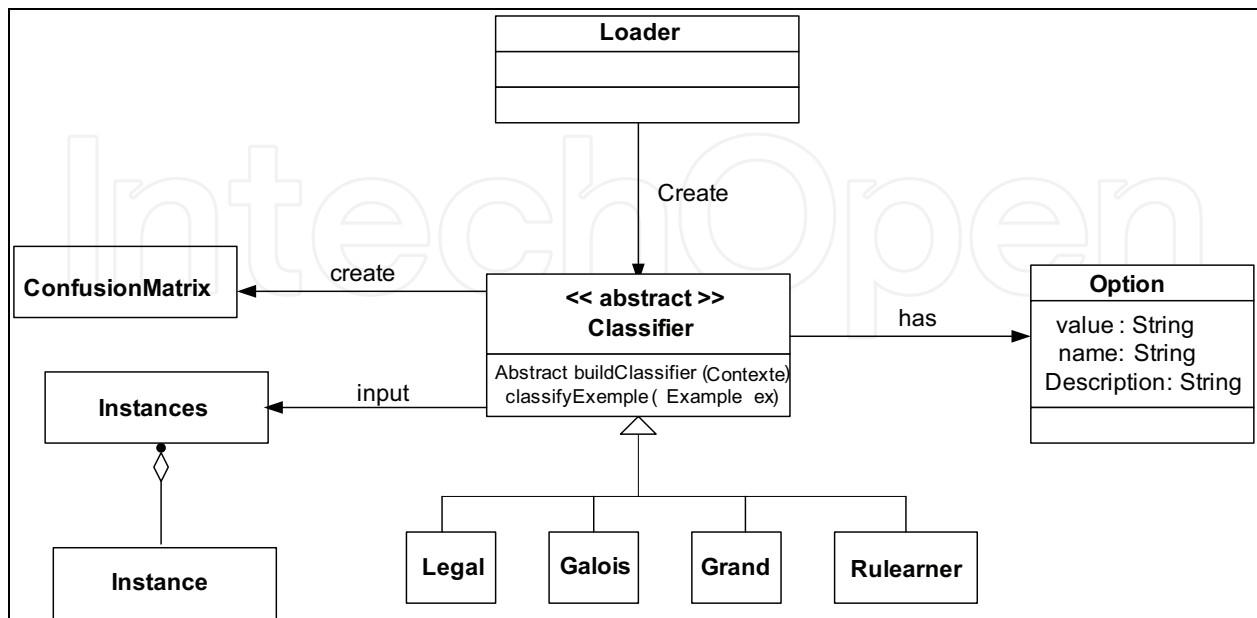 Loader
IntechOpen
Create
ConfusionMatrix
create
<< abstract >>
Classifier
Abstract buildClassifier (Contexte)
classifyExemple ( Example ex)
has
Option
value : String
name: String
Description: String
Instances
input
Instance
Legal
Galois
Grand
Rulearner